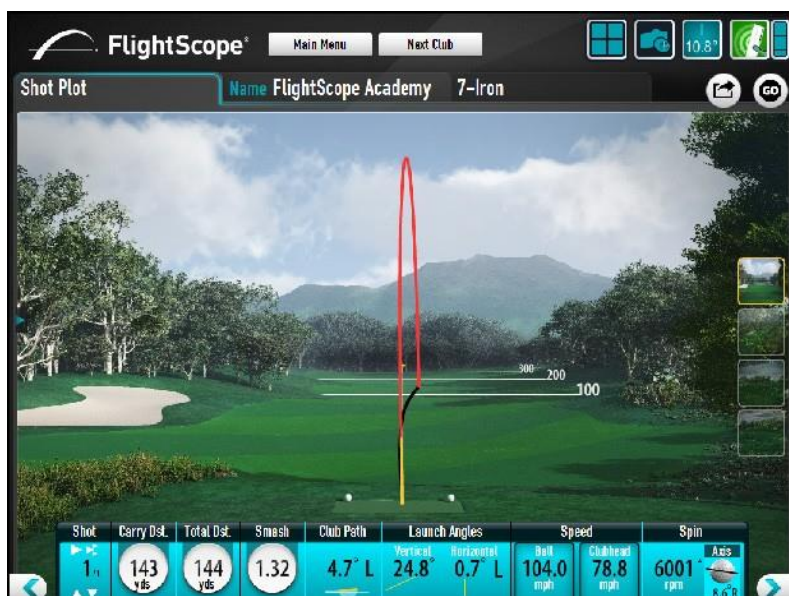 FlightScope®
Main Menu
Next Club
10.8°
Shot Plot
Name FlightScope Academy
7-Iron
GO
300
200
100
Shot
Carry Dst.
Total Dst.
Smash
Club Path
Launch Angles
Speed
Spin
1
143
yds
144
yds
1.32
4.7° L
Vertical
24.8°
Horizontal
0.7° L
Ball
104.0
mph
Clubhead
78.8
mph
6001
rpm
Axis
8.6°R